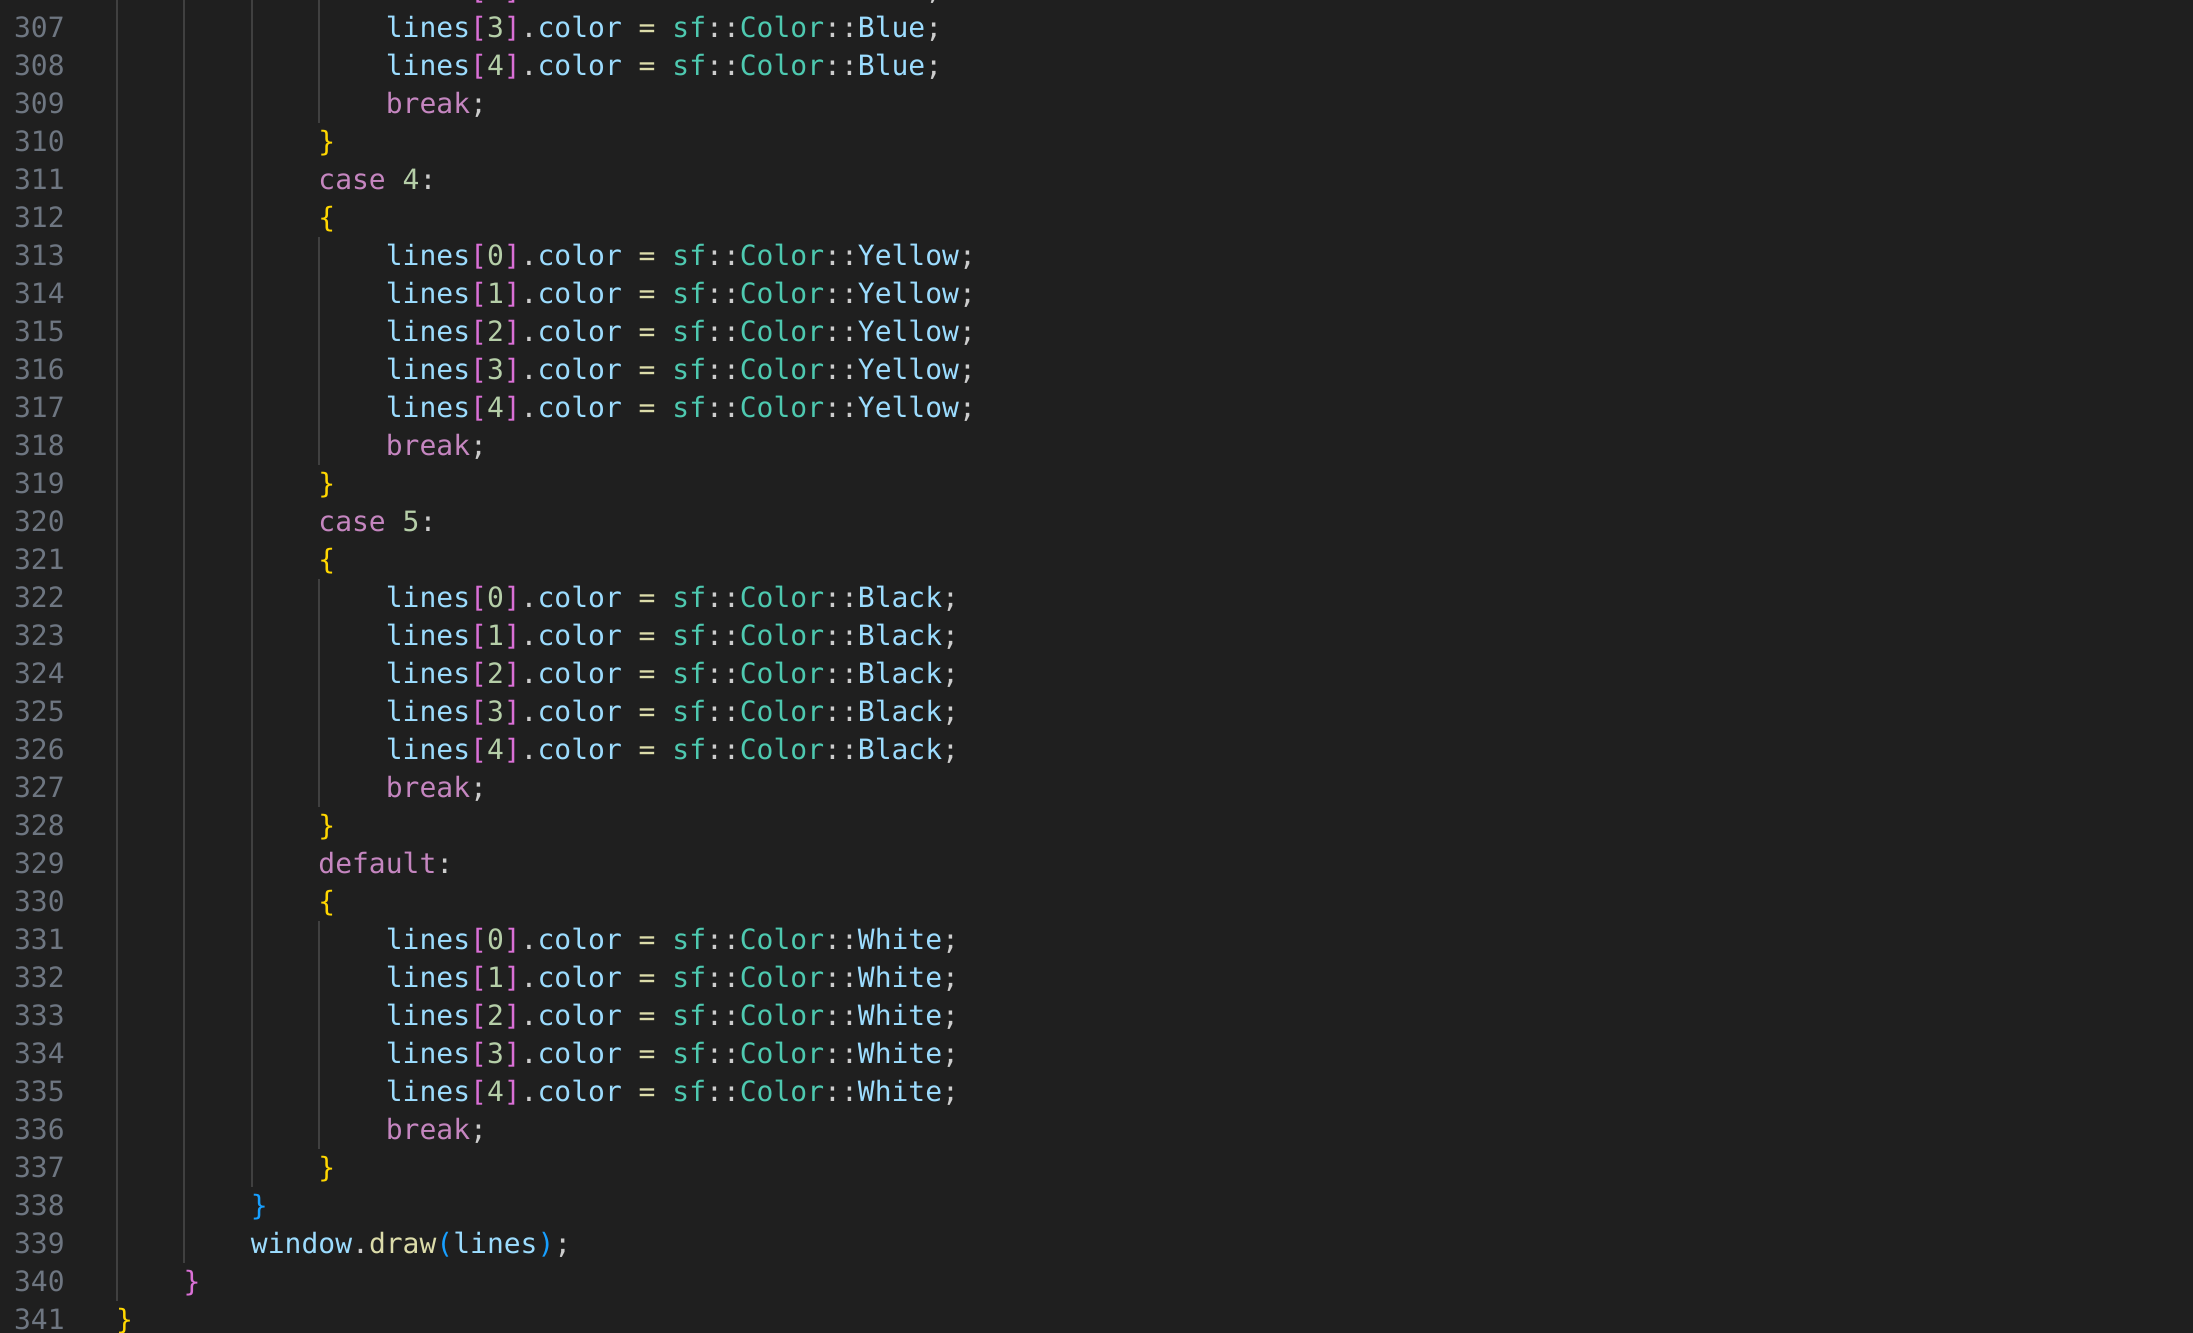 307 lines[3].color = sf::Color::Blue;
308 lines[4].color = sf::Color::Blue;
309 break;
310 }
311 case 4:
312 {
313 lines[0].color = sf::Color::Yellow;
314 lines[1].color = sf::Color::Yellow;
315 lines[2].color = sf::Color::Yellow;
316 lines[3].color = sf::Color::Yellow;
317 lines[4].color = sf::Color::Yellow;
318 break;
319 }
320 case 5:
321 {
322 lines[0].color = sf::Color::Black;
323 lines[1].color = sf::Color::Black;
324 lines[2].color = sf::Color::Black;
325 lines[3].color = sf::Color::Black;
326 lines[4].color = sf::Color::Black;
327 break;
328 }
329 default:
330 {
331 lines[0].color = sf::Color::White;
332 lines[1].color = sf::Color::White;
333 lines[2].color = sf::Color::White;
334 lines[3].color = sf::Color::White;
335 lines[4].color = sf::Color::White;
336 break;
337 }
338 }
339 window.draw(lines);
340 }
341 }